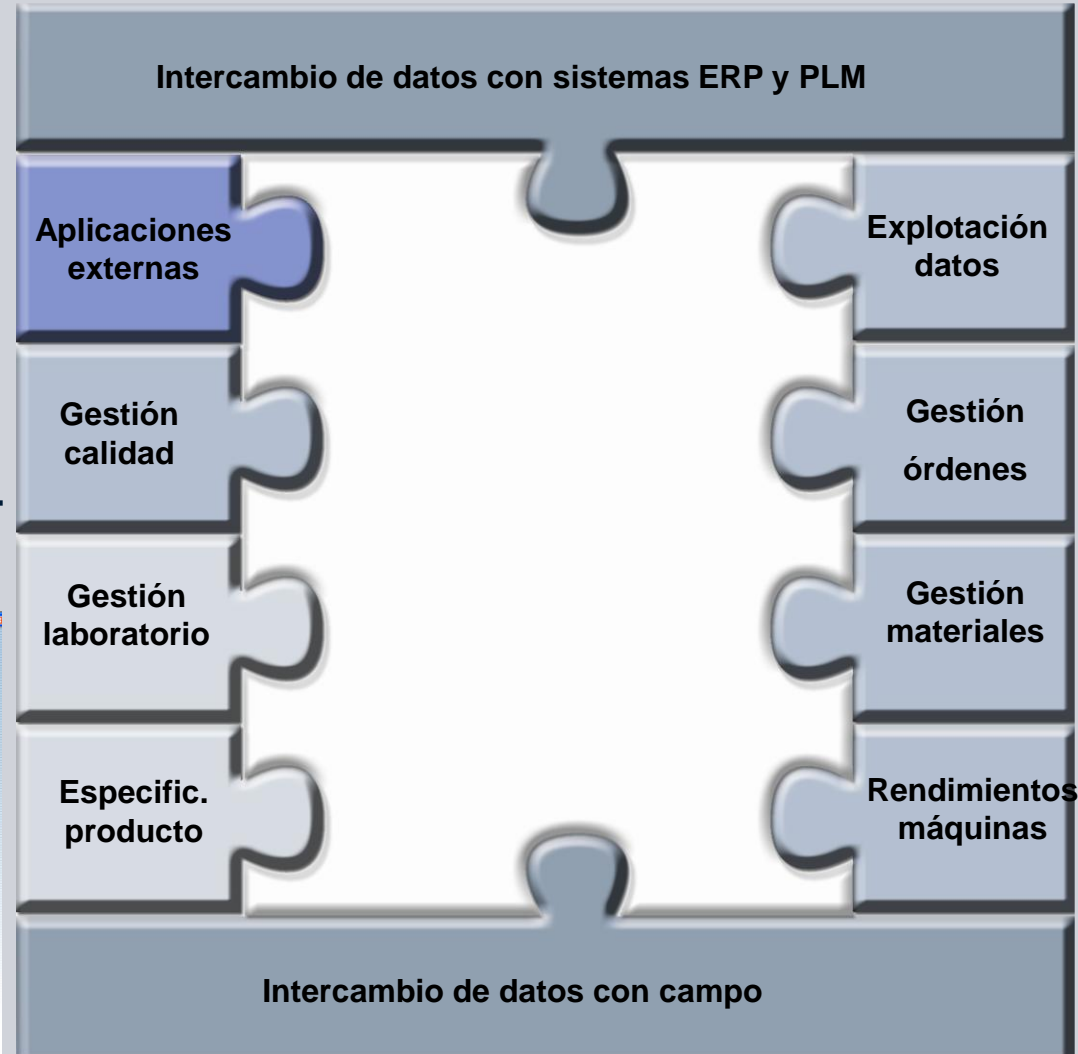 Intercambio de datos con sistemas ERP y PLM
Aplicaciones
externas
Explotación
datos
Gestión
calidad
Gestión
órdenes
Gestión
laboratorio
Gestión
materiales
Especific.
producto
Rendimientos
máquinas
Intercambio de datos con campo